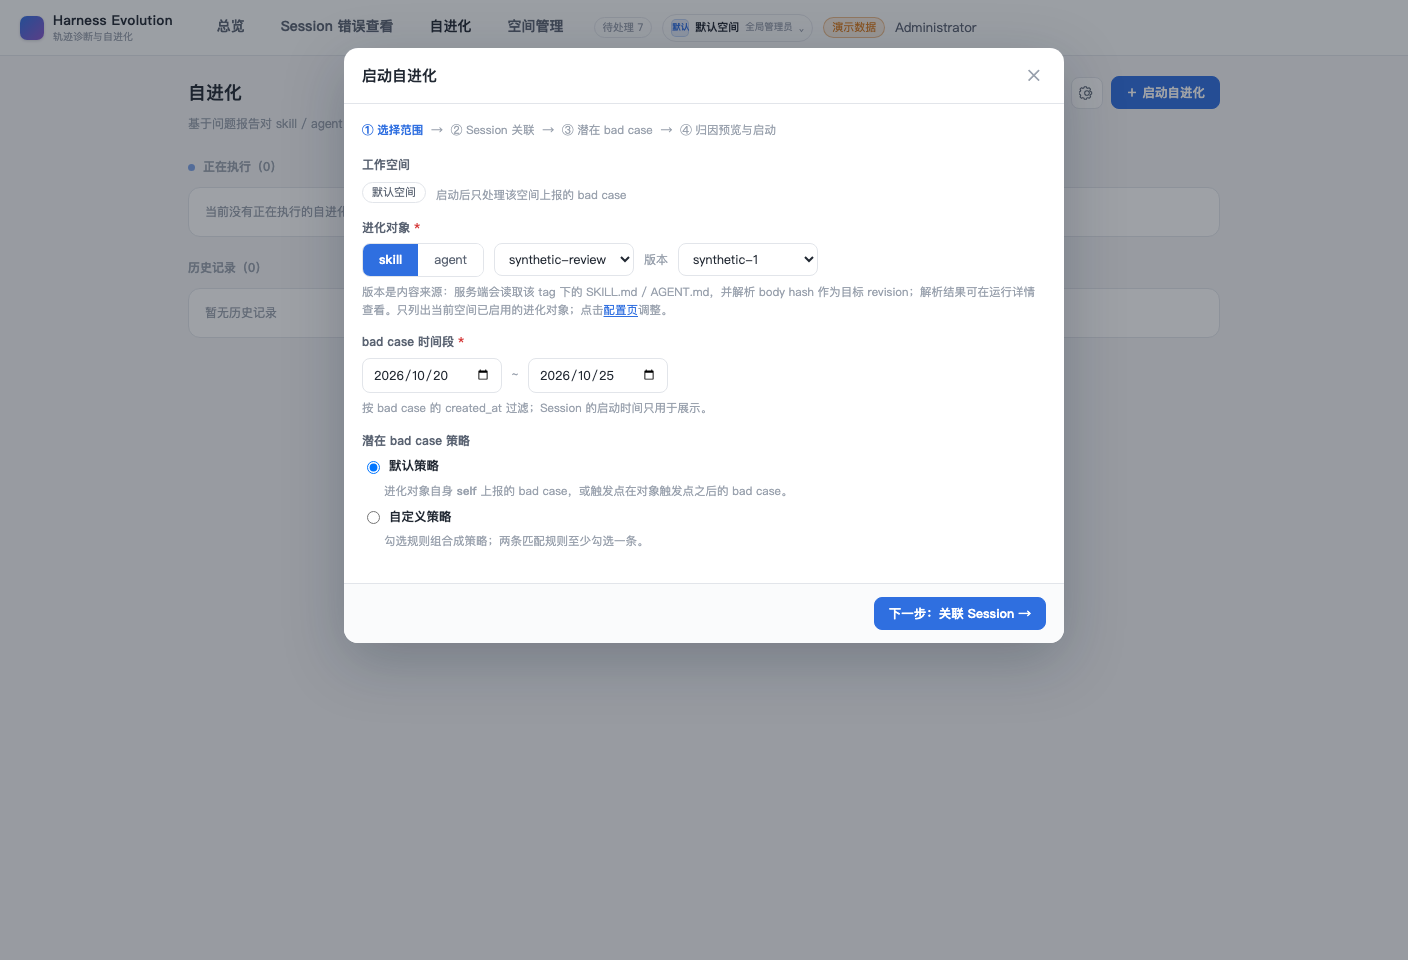 Harness Evolution
轨迹诊断与自进化
总览
Session 错误查看
自进化
空间管理
待处理 7
默认
默认空间
全局管理员
演示数据
Administrator
自进化
基于问题报告对 skill / agent
+ 启动自进化
正在执行（0）
当前没有正在执行的自进化
历史记录（0）
暂无历史记录
启动自进化
① 选择范围 → ② Session 关联 → ③ 潜在 bad case → ④ 归因预览与启动
工作空间
默认空间
启动后只处理该空间上报的 bad case
进化对象 *
skill
agent
synthetic-review
版本
synthetic-1
版本是内容来源：服务端会读取该 tag 下的 SKILL.md / AGENT.md，并解析 body hash 作为目标 revision；解析结果可在运行详情
查看。只列出当前空间已启用的进化对象；点击配置页调整。
bad case 时间段 *
2026/10/20
~
2026/10/25
按 bad case 的 created_at 过滤；Session 的启动时间只用于展示。
潜在 bad case 策略
默认策略
进化对象自身 self 上报的 bad case，或触发点在对象触发点之后的 bad case。
自定义策略
勾选规则组合成策略；两条匹配规则至少勾选一条。
下一步：关联 Session →